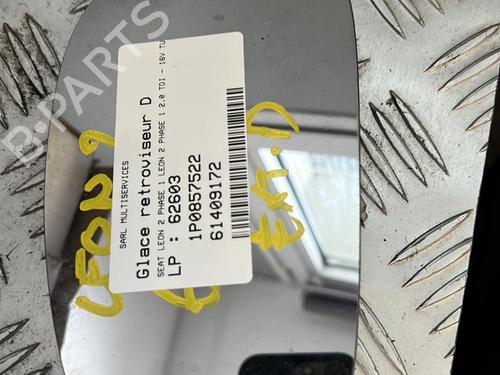 SARL MULTISERVICES
Glace retroviseur D
SEAT LEON 2 PHASE 1 LEON 2 PHASE 1 2.0 TDI - 16V TU
LP : 62603
1P0857522
61409172
B-PARTS